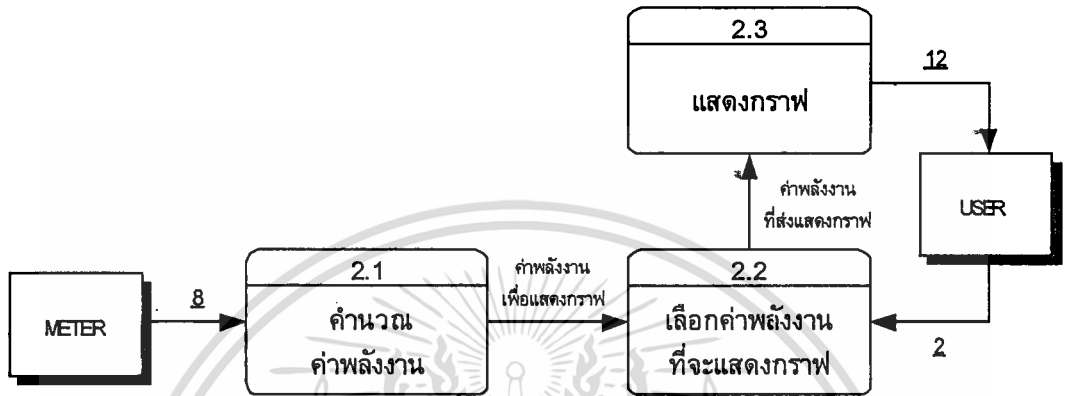 2.3
แสดงกราฟ
12
USER
ค่าพลังงาน
ที่ส่งแสดงกราฟ
METER
8
2.1
คำนวณ
ค่าพลังงาน
ค่าพลังงาน
เพื่อแสดงกราฟ
2.2
เลือกค่าพลังงาน
ที่จะแสดงกราฟ
2